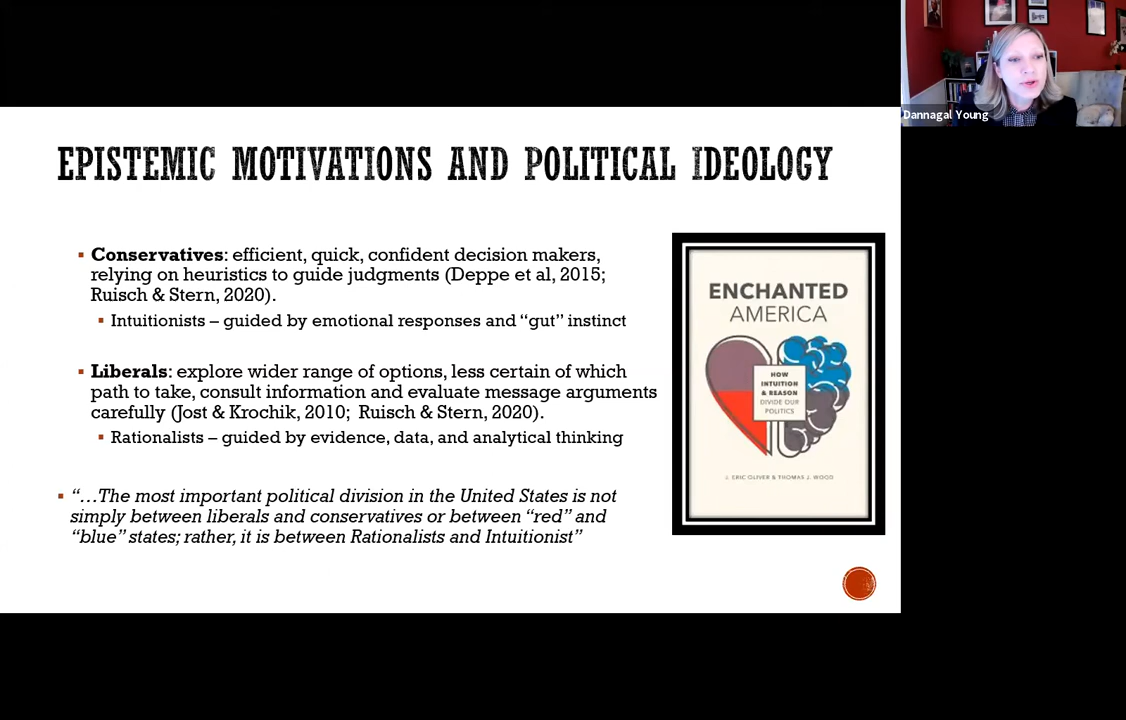 Dannagal Young
EPISTEMIC MOTIVATIONS AND POLITICAL IDEOLOGY
Conservatives: efficient, quick, confident decision makers,
relying on heuristics to guide judgments (Deppe et al, 2015;
Ruisch & Stern, 2020).
Intuitionists – guided by emotional responses and “gut” instinct
Liberals: explore wider range of options, less certain of which
path to take, consult information and evaluate message arguments
carefully (Jost & Krochik, 2010;  Ruisch & Stern, 2020).
Rationalists – guided by evidence, data, and analytical thinking
“…The most important political division in the United States is not
simply between liberals and conservatives or between “red” and
“blue” states; rather, it is between Rationalists and Intuitionist”
ENCHANTED
AMERICA
HOW
INTUITION
& REASON
DIVIDE OUR
POLITICS
J. ERIC OLIVER & THOMAS J. WOOD